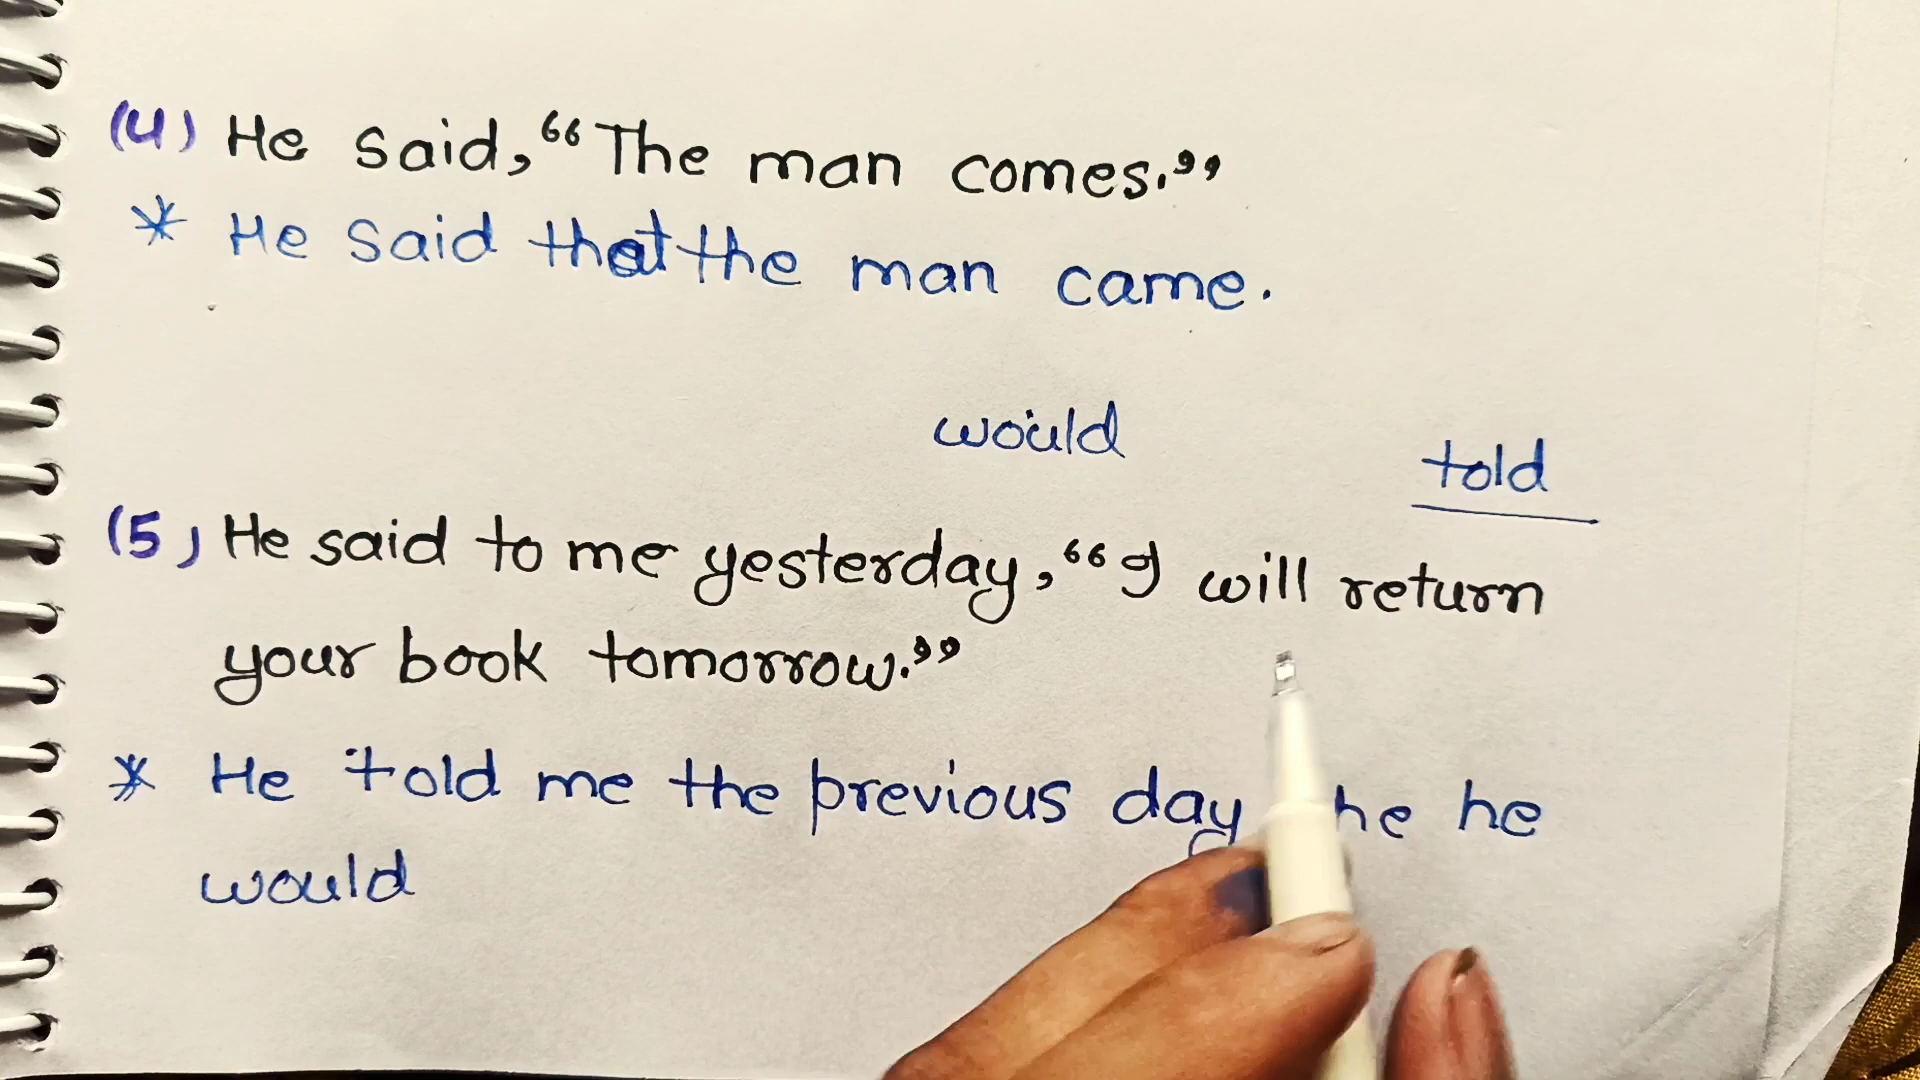 (4) He said, “The man comes.”
* He said that the man came.
would
told
(5) He said to me yesterday, “I will return
your book tomorrow.”
* He told me the previous day he he
would